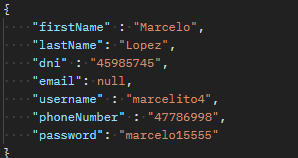 {
"firstName" : "Marcelo",
"lastName": "Lopez",
"dni" : "45985745",
"email": null,
"username" : "marcelito4",
"phoneNumber" : "47786998",
"password": "marcelo15555"
}